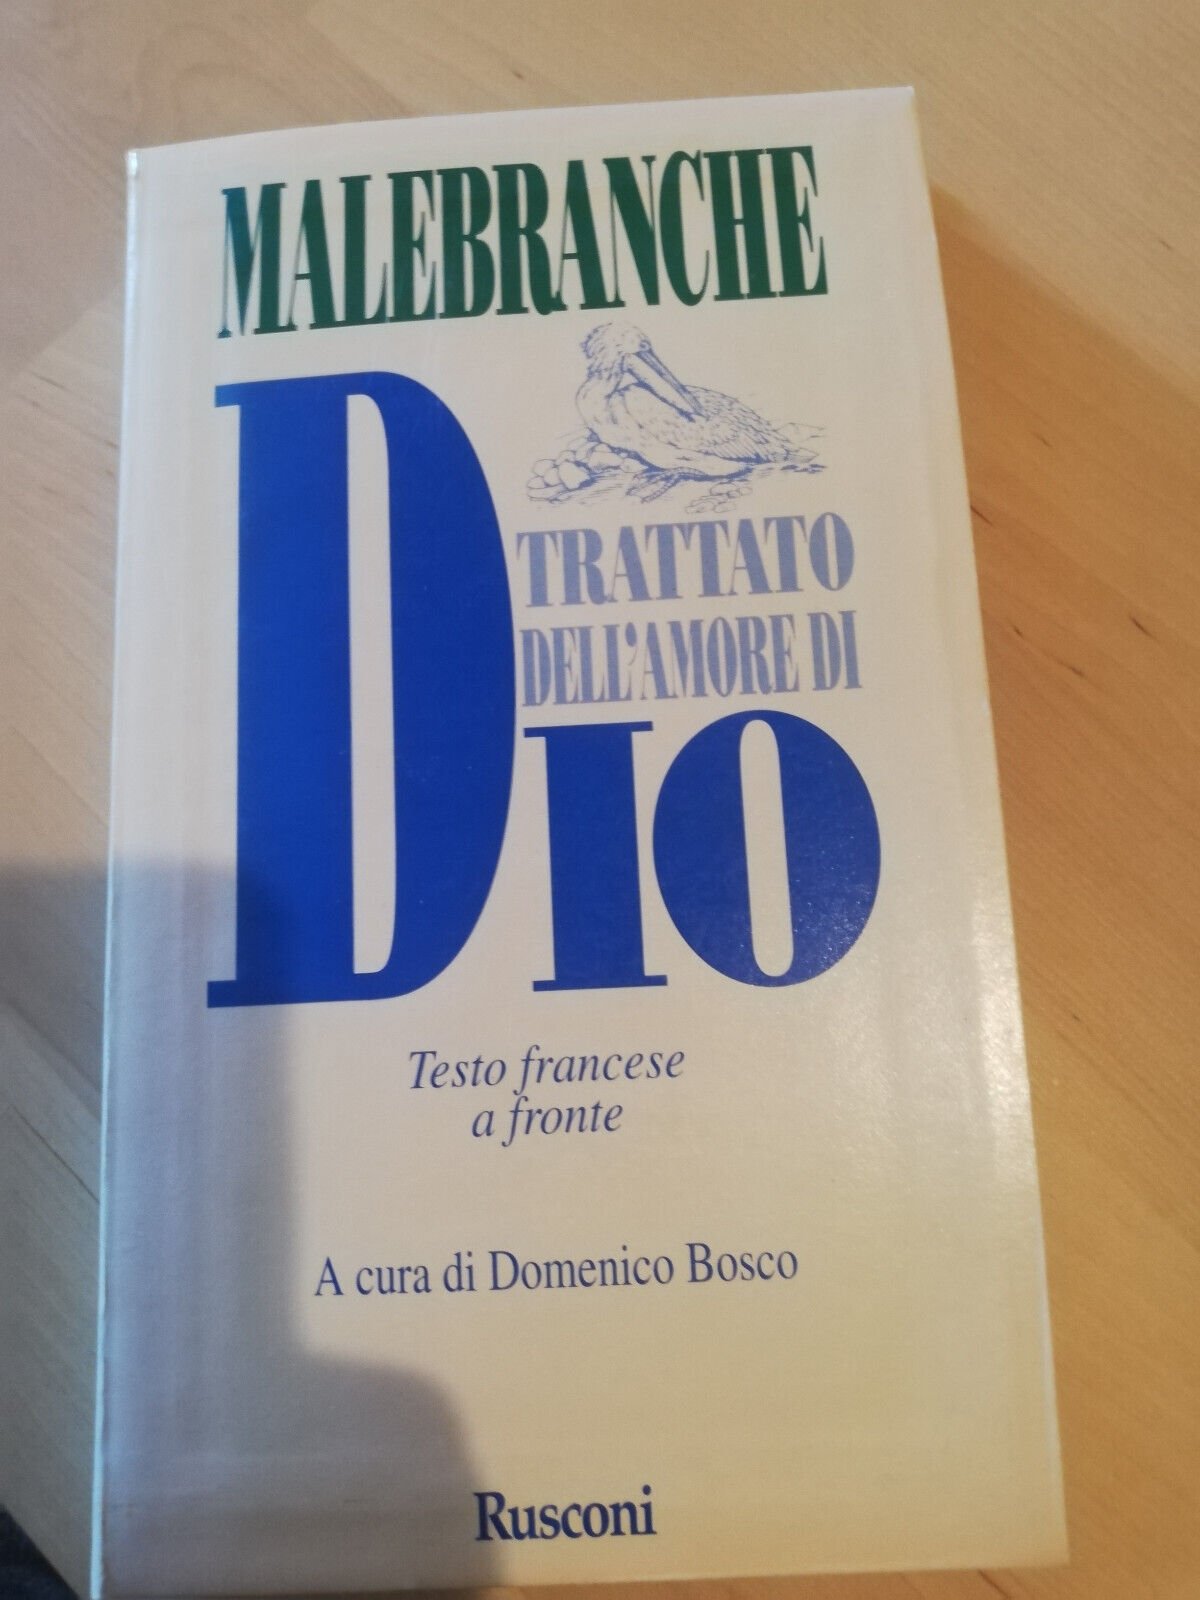 MALEBRANCHE
TRATTATO
DELL'AMORE DI
DIO
Testo francese
a fronte
A cura di Domenico Bosco
Rusconi